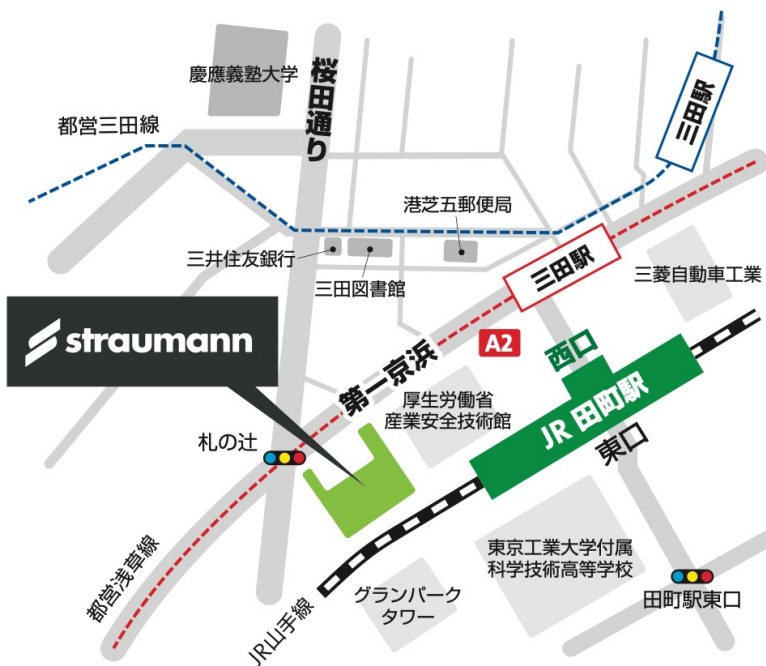 慶應義塾大学
桜田通り
三田駅
都営三田線
港芝五郵便局
三井住友銀行
三田図書館
三田駅
三菱自動車工業
straumann
A2
西口
第一京浜
厚生労働省
産業安全技術館
JR 田町駅
東口
札の辻
都営浅草線
東京工業大学付属
科学技術高等学校
グランパーク
タワー
田町駅東口
JR山手線